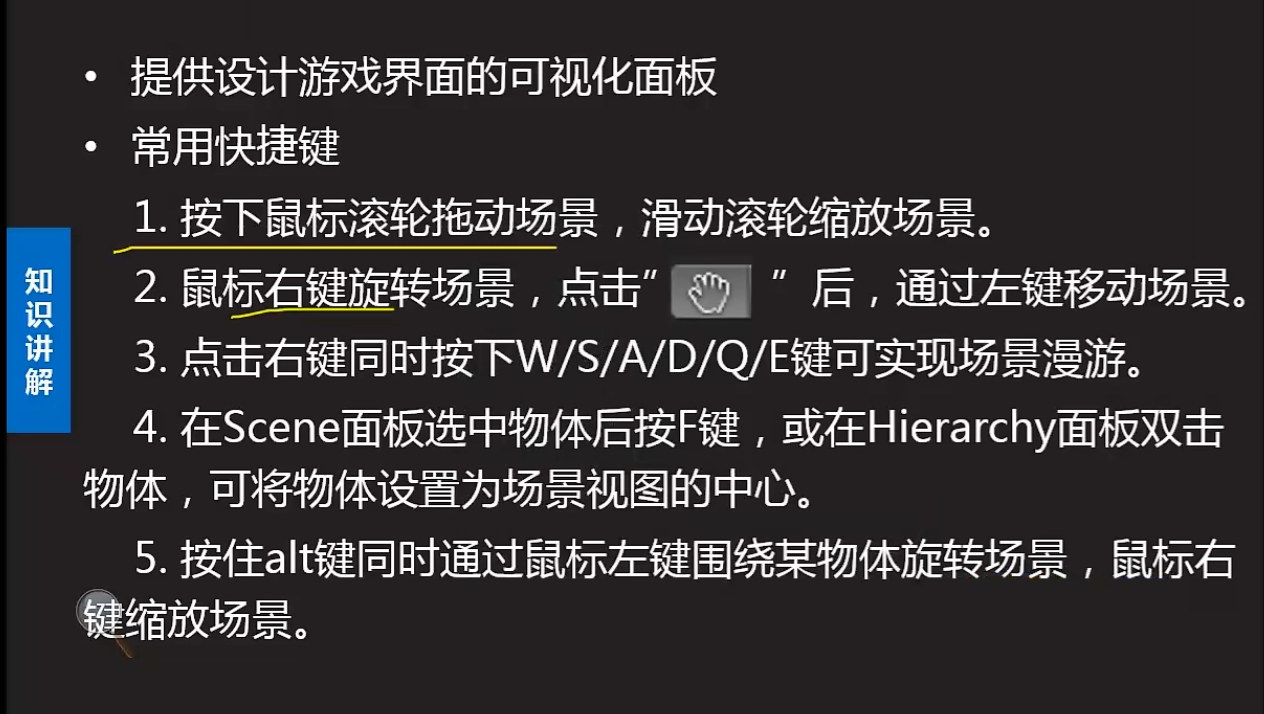 • 提供设计游戏界面的可视化面板
• 常用快捷键
1. 按下鼠标滚轮拖动场景，滑动滚轮缩放场景。
2. 鼠标右键旋转场景，点击” ”后，通过左键移动场景。
3. 点击右键同时按下W/S/A/D/Q/E键可实现场景漫游。
4. 在Scene面板选中物体后按F键，或在Hierarchy面板双击
物体，可将物体设置为场景视图的中心。
5. 按住alt键同时通过鼠标左键围绕某物体旋转场景，鼠标右
键缩放场景。
知
识
讲
解